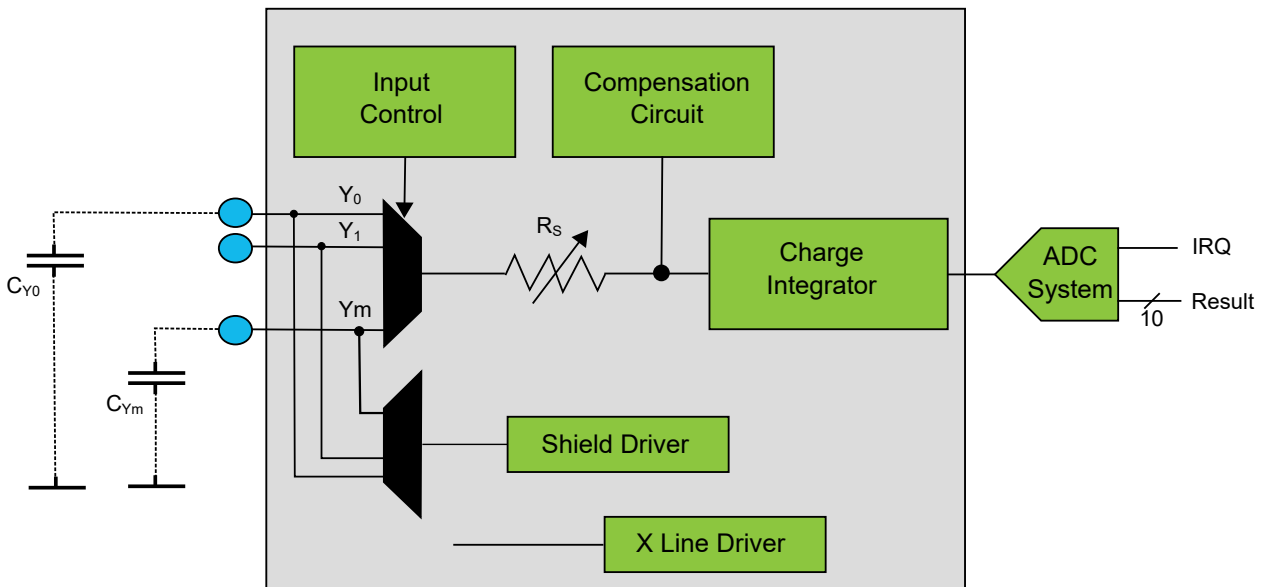 Input
Control
Compensation
Circuit
Y0
Y1
Ym
RS
Charge
Integrator
ADC
System
IRQ
Result
10
CY0
CYm
Shield Driver
X Line Driver